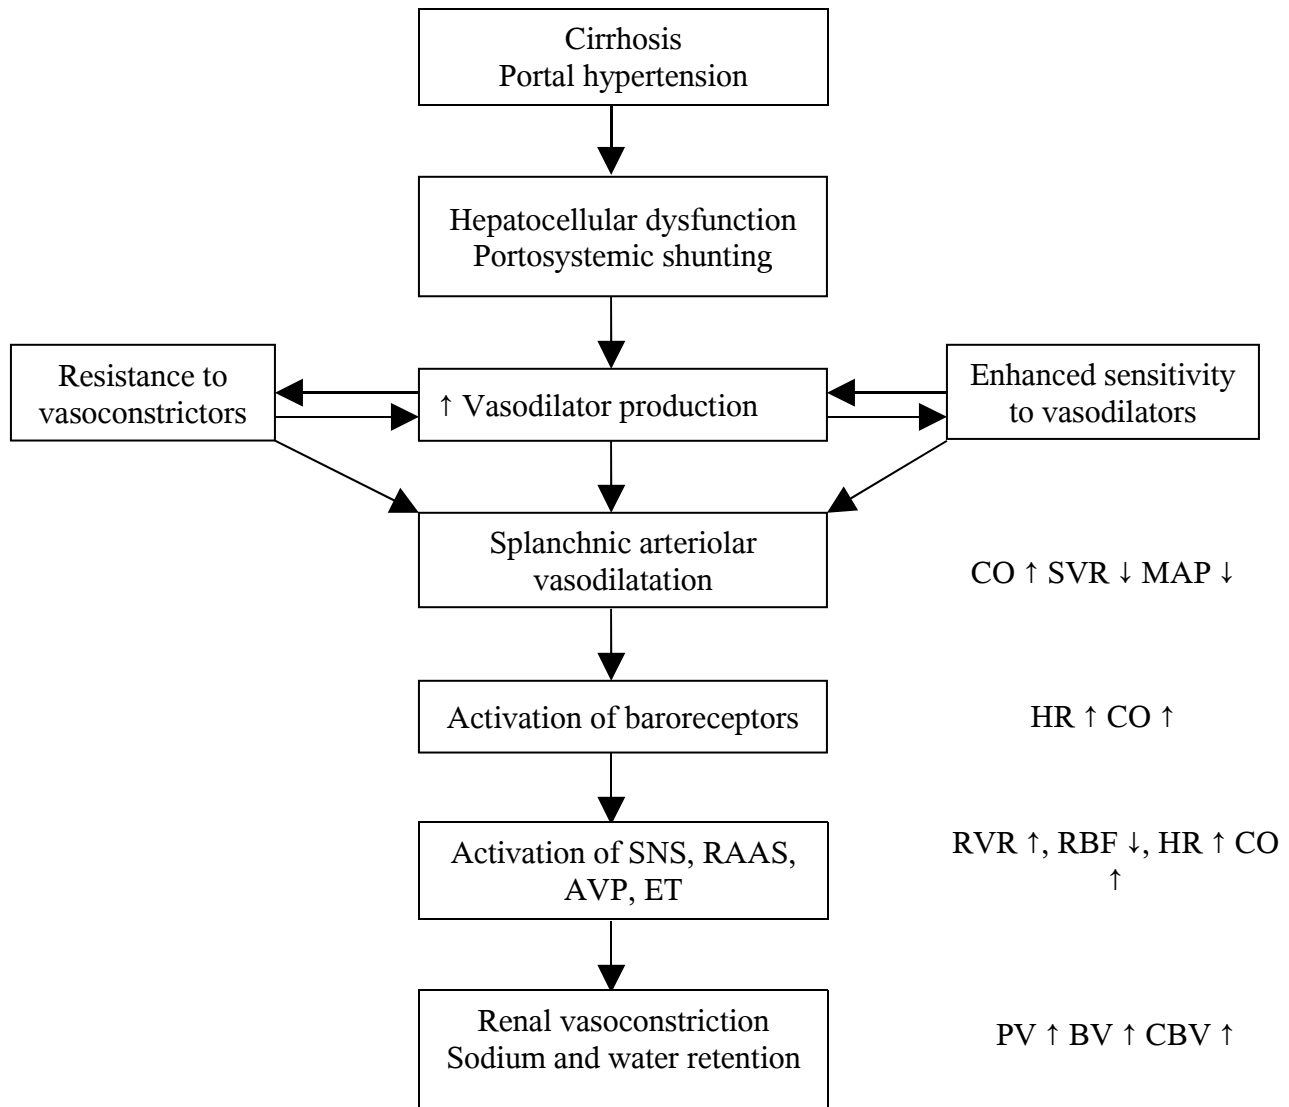 Cirrhosis
Portal hypertension
Hepatocellular dysfunction
Portosystemic shunting
Resistance to
vasoconstrictors
↑ Vasodilator production
Enhanced sensitivity
to vasodilators
Splanchnic arteriolar
vasodilatation
CO ↑ SVR ↓ MAP ↓
Activation of baroreceptors
HR ↑ CO ↑
Activation of SNS, RAAS,
AVP, ET
RVR ↑, RBF ↓, HR ↑ CO
↑
Renal vasoconstriction
Sodium and water retention
PV ↑ BV ↑ CBV ↑